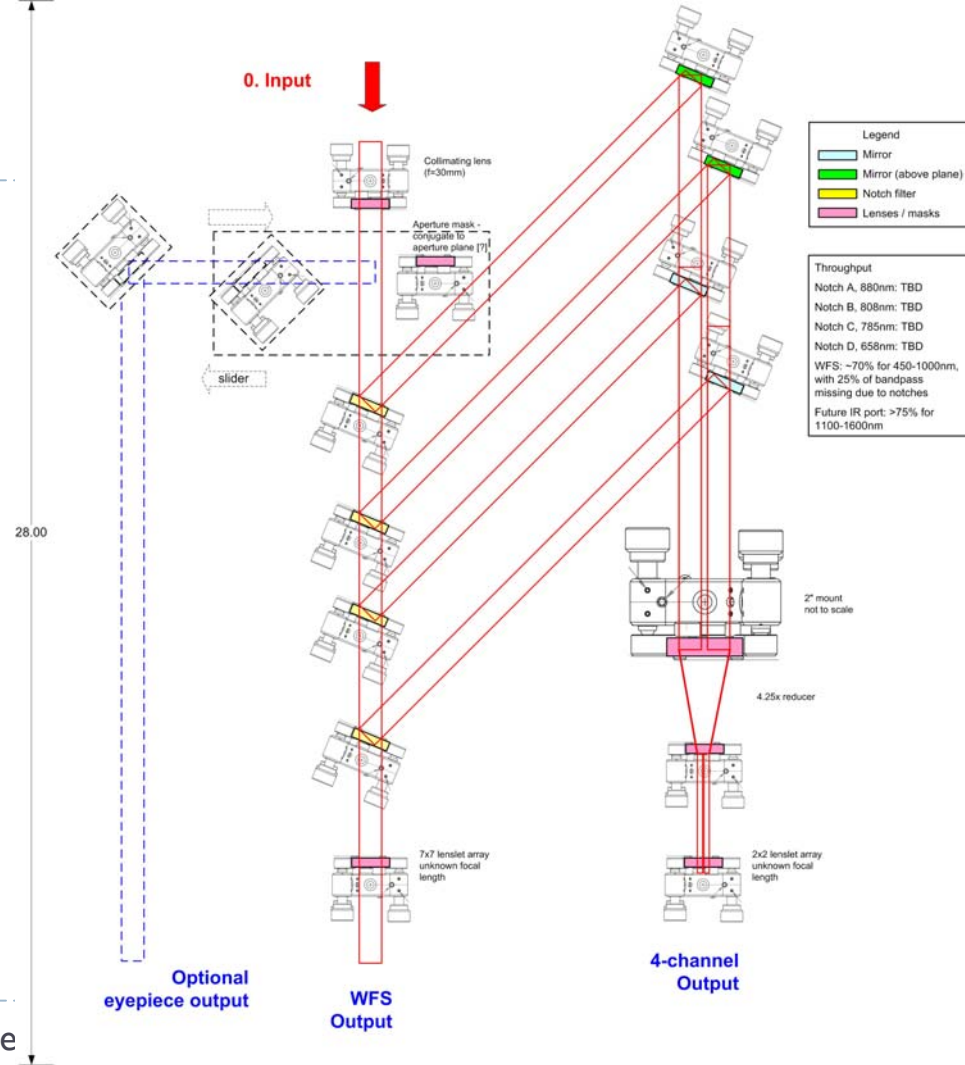 0. Input
Collimating lens
(f=30mm)
Aperture mask -
conjugate to
aperture plane [?]
slider
28.00
Legend
Mirror
Mirror (above plane)
Notch filter
Lenses / masks
Throughput
Notch A, 880nm: TBD
Notch B, 808nm: TBD
Notch C, 785nm: TBD
Notch D, 658nm: TBD
WFS: ~70% for 450-1000nm,
with 25% of bandpass
missing due to notches
Future IR port: >75% for
1100-1600nm
2" mount
not to scale
4.25x reducer
7x7 lenslet array
unknown focal
length
2x2 lenslet array
unknown focal
length
Optional
eyepiece output
WFS
Output
4-channel
Output
e